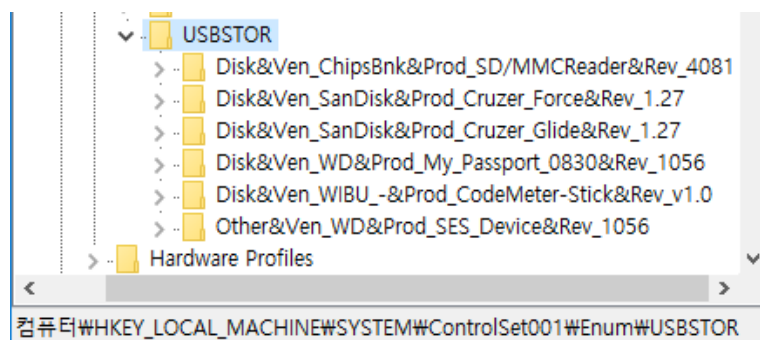 USBSTOR
Disk&Ven_ChipsBnk&Prod_SD/MMCReader&Rev_4081
Disk&Ven_SanDisk&Prod_Cruzer_Force&Rev_1.27
Disk&Ven_SanDisk&Prod_Cruzer_Glide&Rev_1.27
Disk&Ven_WD&Prod_My_Passport_0830&Rev_1056
Disk&Ven_WIBU_-&Prod_CodeMeter-Stick&Rev_v1.0
Other&Ven_WD&Prod_SES_Device&Rev_1056
Hardware Profiles
컴퓨터₩HKEY_LOCAL_MACHINE₩SYSTEM₩ControlSet001₩Enum₩USBSTOR